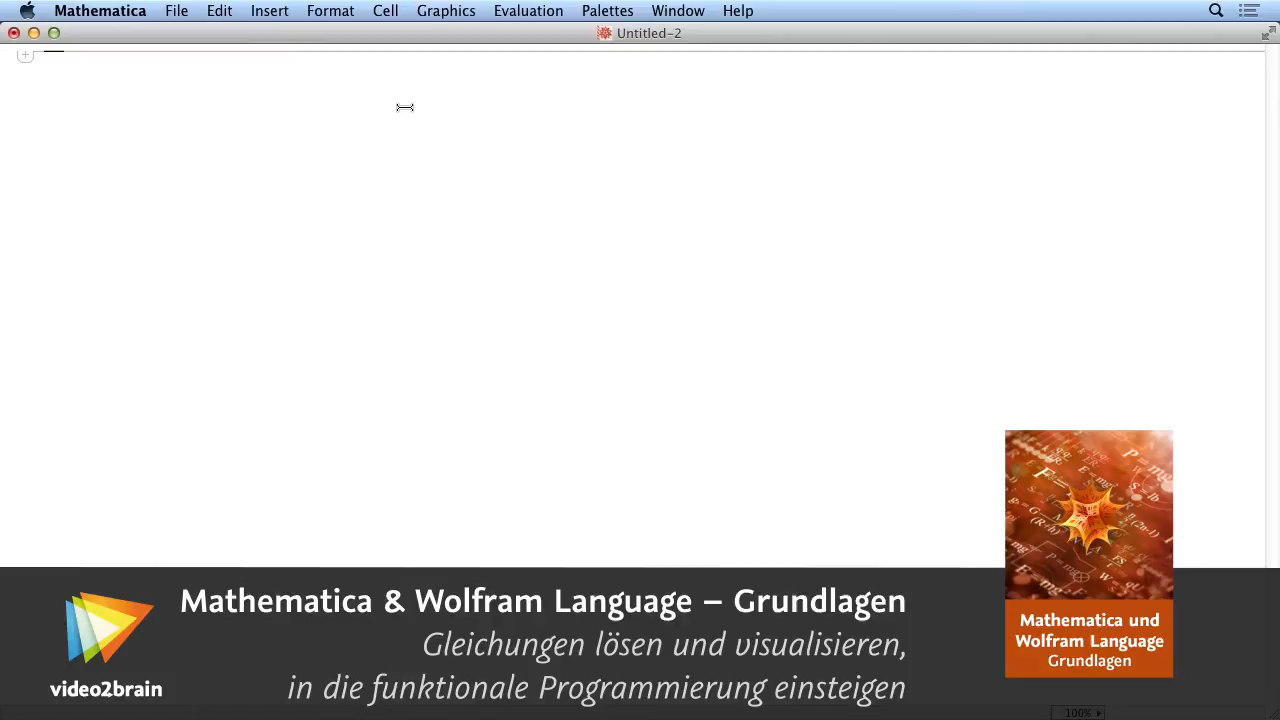 Mathematica File Edit Insert Format Cell Graphics Evaluation Palettes Window Help
Untitled-2
Mathematica & Wolfram Language – Grundlagen
Gleichungen lösen und visualisieren,
in die funktionale Programmierung einsteigen
video2brain
Mathematica und
Wolfram Language
Grundlagen
100%